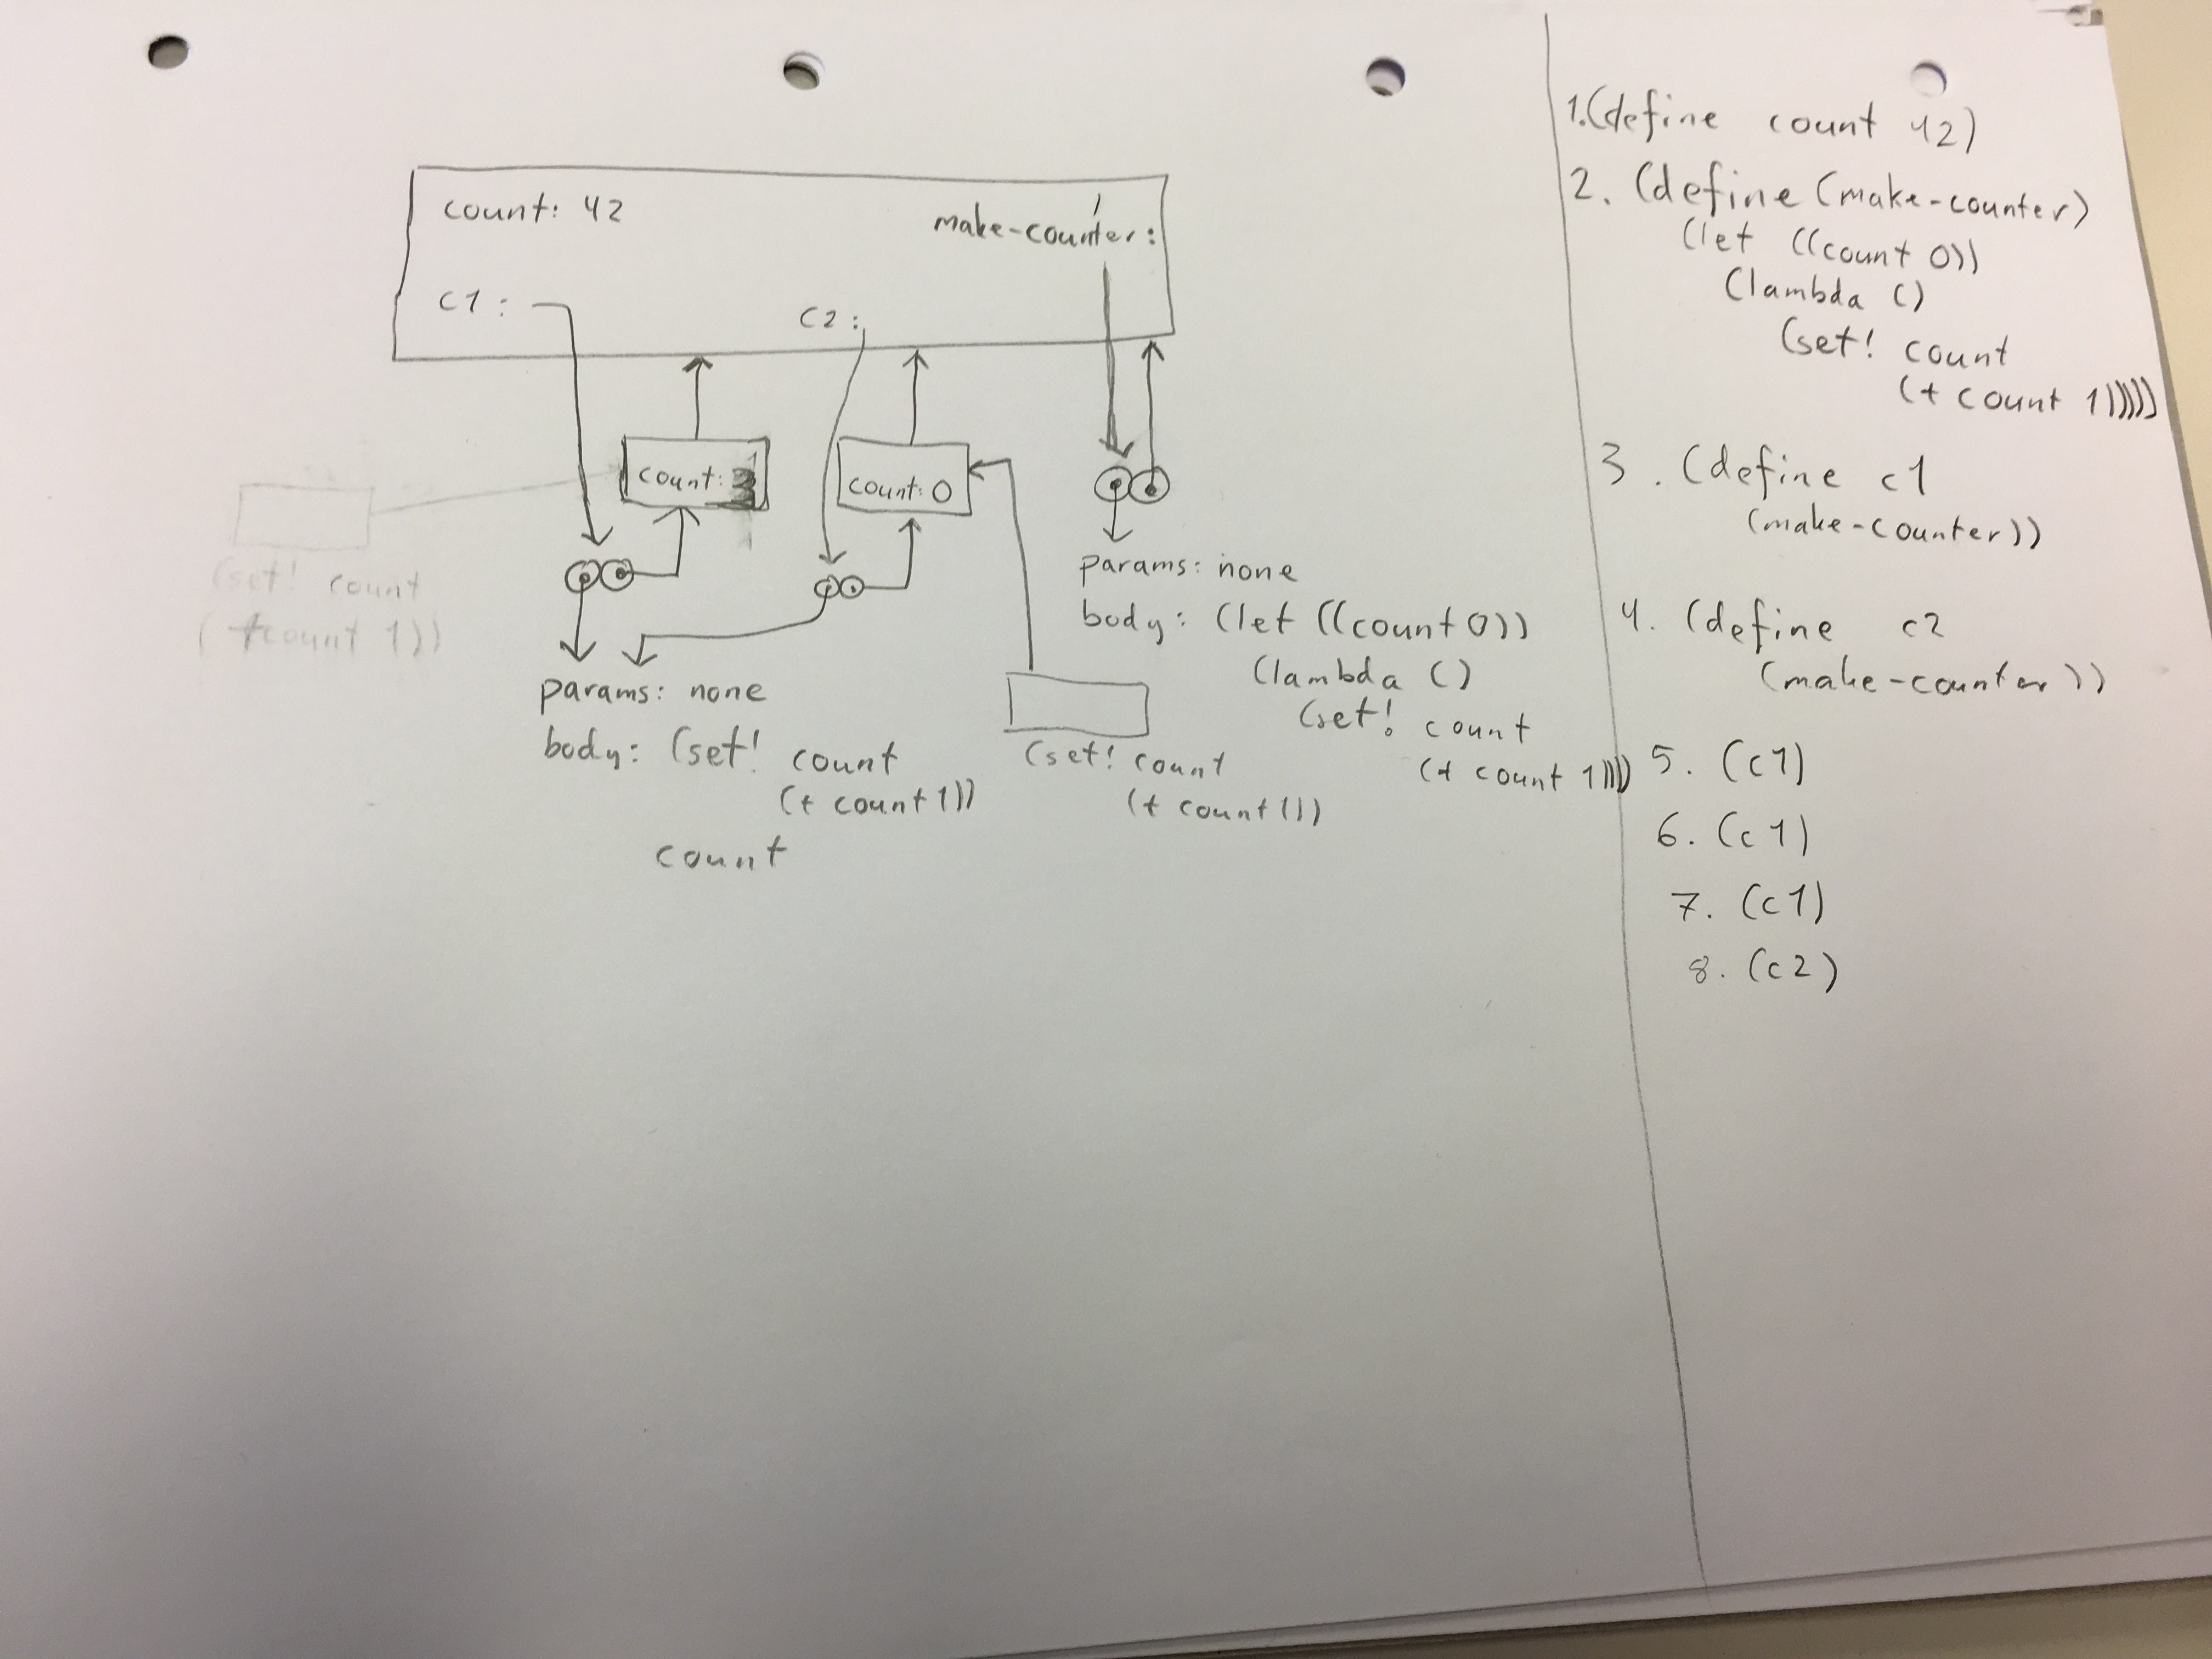 count: 42
make-counter:
c1:
c2:
count:
count: 0
(set! count
count 1))
params: none
body: (set! count
(+ count 1))
count
(set! count
(+ count 1))
params: none
body: (let ((count 0))
(lambda ()
(set! count
(+ count 1))))
1.(define count 42)
2. (define (make-counter)
(let ((count 0))
(lambda ()
(set! count
(+ count 1)))))
3. (define c1
(make-counter))
4. (define c2
(make-counter))
5. (c1)
6. (c1)
7. (c1)
8. (c2)